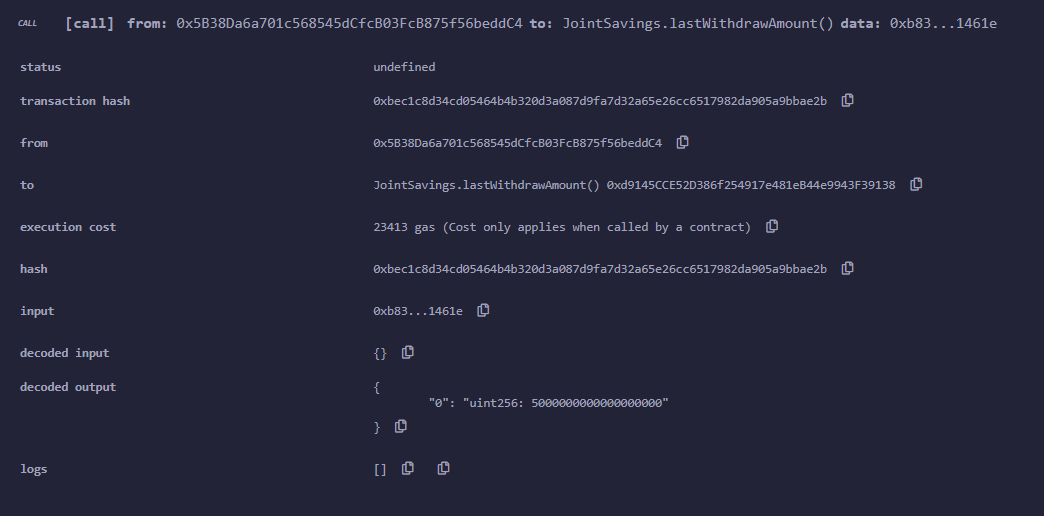 CALL [call] from: 0x5B38Da6a701c568545dCfcB03FcB875f56beddC4 to: JointSavings.lastWithdrawAmount() data: 0xb83...1461e
status undefined
transaction hash 0xbec1c8d34cd05464b4b320d3a087d9fa7d32a65e26cc6517982da905a9bbae2b
from 0x5B38Da6a701c568545dCfcB03FcB875f56beddC4
to JointSavings.lastWithdrawAmount() 0xd9145CCE52D386f254917e481eB44e9943F39138
execution cost 23413 gas (Cost only applies when called by a contract)
hash 0xbec1c8d34cd05464b4b320d3a087d9fa7d32a65e26cc6517982da905a9bbae2b
input 0xb83...1461e
decoded input {}
decoded output {
"0": "uint256: 5000000000000000000"
}
logs []